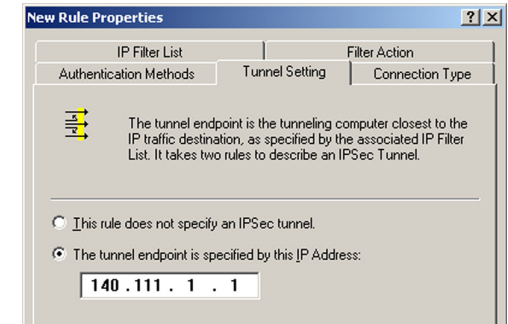 New Rule Properties
IP Filter List
Filter Action
Authentication Methods
Tunnel Setting
Connection Type
The tunnel endpoint is the tunneling computer closest to the
IP traffic destination, as specified by the associated IP Filter
List. It takes two rules to describe an IPSec Tunnel.
This rule does not specify an IPSec tunnel.
The tunnel endpoint is specified by this IP Address:
140 . 111 . 1 . 1